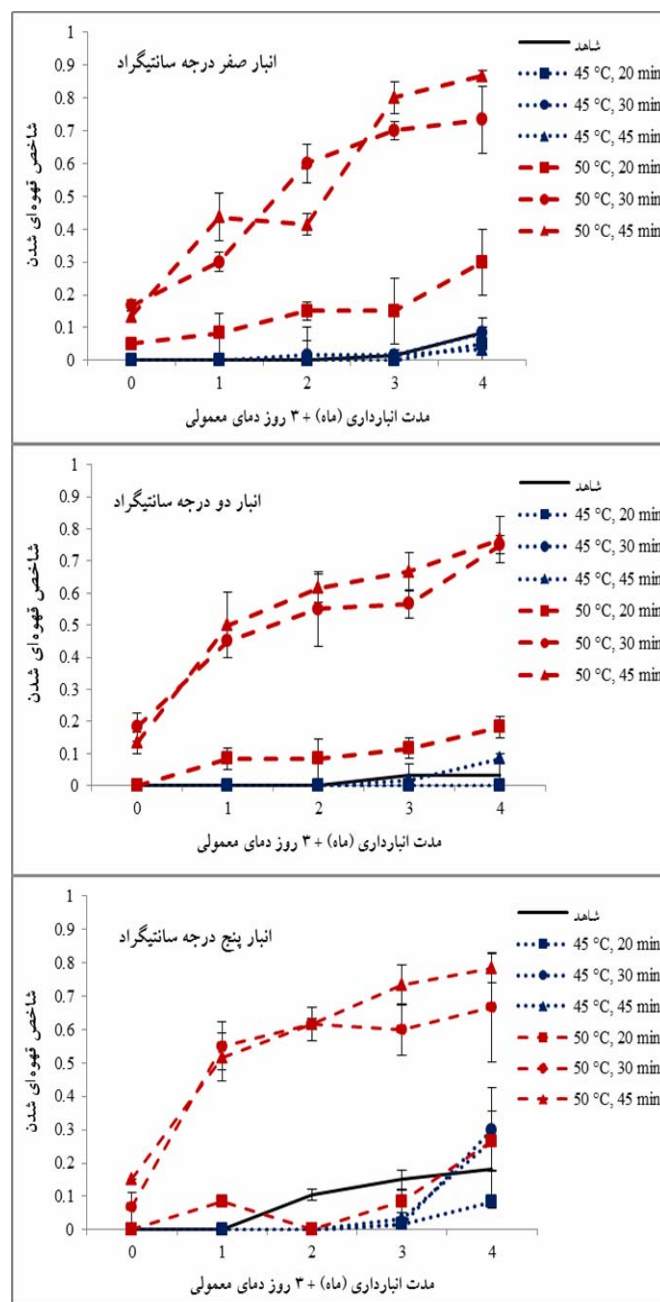 انبار صفر درجه سانتیگراد
شاخص قهوه‌ای شدن
1
0.9
0.8
0.7
0.6
0.5
0.4
0.3
0.2
0.1
0
0 1 2 3 4
مدت انبارداری (ماه) + ۳ روز دمای معمولی
شاهد
45 °C, 20 min
45 °C, 30 min
45 °C, 45 min
50 °C, 20 min
50 °C, 30 min
50 °C, 45 min
انبار دو درجه سانتیگراد
شاخص قهوه‌ای شدن
1
0.9
0.8
0.7
0.6
0.5
0.4
0.3
0.2
0.1
0
0 1 2 3 4
مدت انبارداری (ماه) + ۳ روز دمای معمولی
شاهد
45 °C, 20 min
45 °C, 30 min
45 °C, 45 min
50 °C, 20 min
50 °C, 30 min
50 °C, 45 min
انبار پنج درجه سانتیگراد
شاخص قهوه‌ای شدن
1
0.9
0.8
0.7
0.6
0.5
0.4
0.3
0.2
0.1
0
0 1 2 3 4
مدت انبارداری (ماه) + ۳ روز دمای معمولی
شاهد
45 °C, 20 min
45 °C, 30 min
45 °C, 45 min
50 °C, 20 min
50 °C, 30 min
50 °C, 45 min